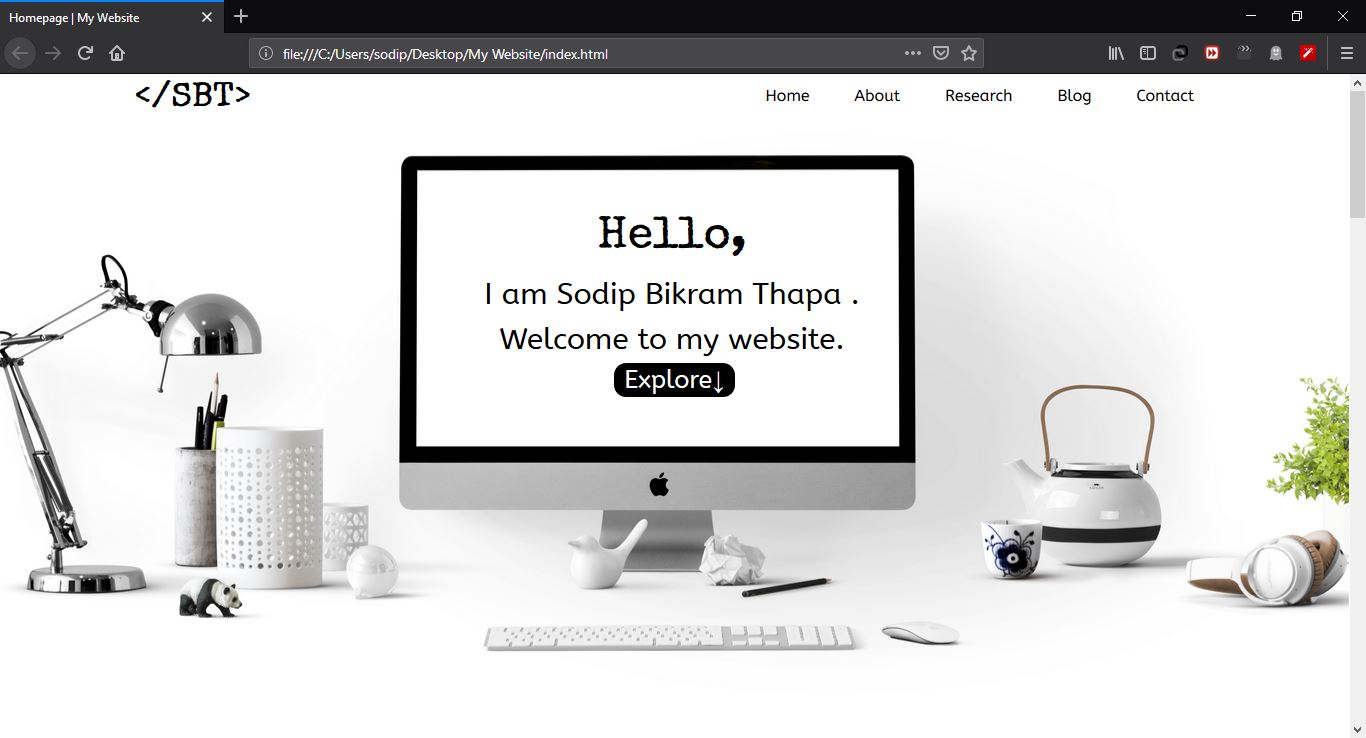 Homepage | My Website
file:///C:/Users/sodip/Desktop/My Website/index.html
</SBT>
Home About Research Blog Contact
Hello,
I am Sodip Bikram Thapa .
Welcome to my website.
Explore↓